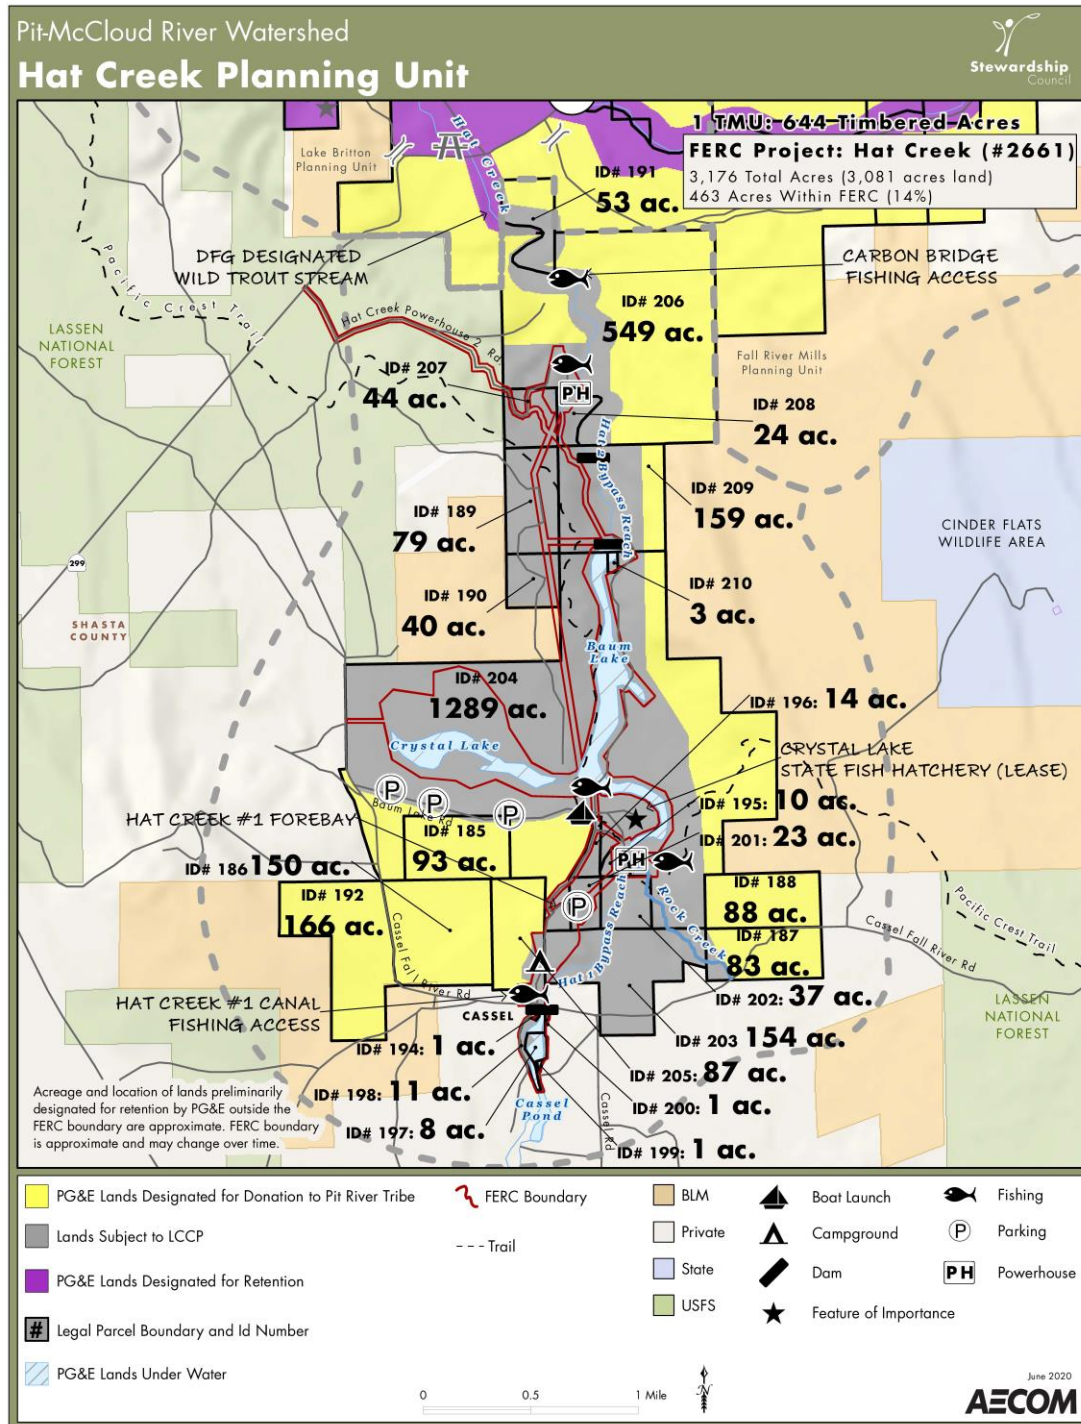 Pit-McCloud River Watershed
Hat Creek Planning Unit
Stewardship
Council
1 TMU: 644 Timbered Acres
FERC Project: Hat Creek (#2661)
3,176 Total Acres (3,081 acres land)
463 Acres Within FERC (14%)
Lake Britton
Planning Unit
Hat Creek
ID# 191
53 ac.
DFG DESIGNATED
WILD TROUT STREAM
CARBON BRIDGE
FISHING ACCESS
Pacific Crest Trail
ID# 206
549 ac.
LASSEN
NATIONAL
FOREST
Hat Creek Powerhouse 2 Rd
Fall River Mills
Planning Unit
ID# 207
44 ac.
PH
ID# 208
24 ac.
Hat 2 Bypass Reach
ID# 209
159 ac.
ID# 189
79 ac.
CINDER FLATS
WILDLIFE AREA
299
ID# 190
40 ac.
ID# 210
3 ac.
SHASTA
COUNTY
Baum
Lake
ID# 204
1289 ac.
ID# 196: 14 ac.
Crystal Lake
CRYSTAL LAKE
STATE FISH HATCHERY (LEASE)
P
P
P
Baum Lake Rd
ID# 195: 10 ac.
HAT CREEK #1 FOREBAY
ID# 185
93 ac.
ID# 201: 23 ac.
ID# 186 150 ac.
PH
ID# 192
166 ac.
ID# 188
88 ac.
P
Hat 1 Bypass Reach
Rock Creek
Pacific Crest Trail
Cassel Fall River Rd
ID# 187
83 ac.
Cassel Fall River Rd
HAT CREEK #1 CANAL
FISHING ACCESS
CASSEL
ID# 202: 37 ac.
LASSEN
NATIONAL
FOREST
ID# 194: 1 ac.
ID# 203 154 ac.
ID# 205: 87 ac.
ID# 198: 11 ac.
Cassel
Pond
ID# 200: 1 ac.
ID# 197: 8 ac.
Cassel Rd
ID# 199: 1 ac.
Acreage and location of lands preliminarily
designated for retention by PG&E outside the
FERC boundary are approximate. FERC boundary
is approximate and may change over time.
PG&E Lands Designated for Donation to Pit River Tribe
Lands Subject to LCCP
PG&E Lands Designated for Retention
# Legal Parcel Boundary and Id Number
PG&E Lands Under Water
FERC Boundary
Trail
BLM
Private
State
USFS
Boat Launch
Campground
Dam
Feature of Importance
Fishing
P Parking
PH Powerhouse
0 0.5 1 Mile
N
June 2020
AECOM